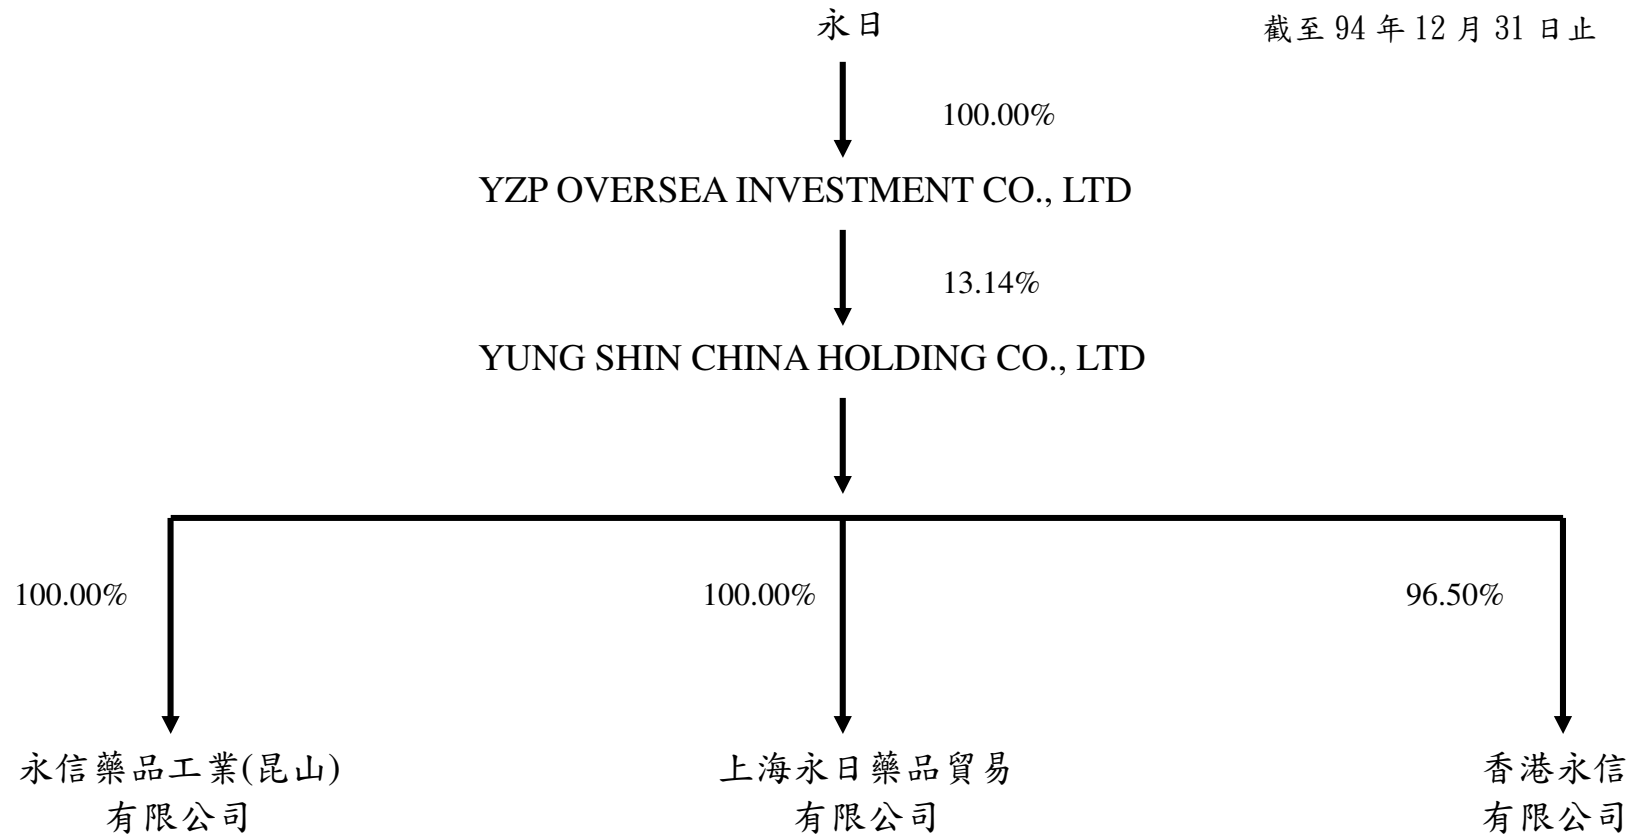 永日
截至 94 年 12 月 31 日止
100.00%
YZP OVERSEA INVESTMENT CO., LTD
13.14%
YUNG SHIN CHINA HOLDING CO., LTD
100.00%
100.00%
96.50%
永信藥品工業(昆山)
有限公司
上海永日藥品貿易
有限公司
香港永信
有限公司